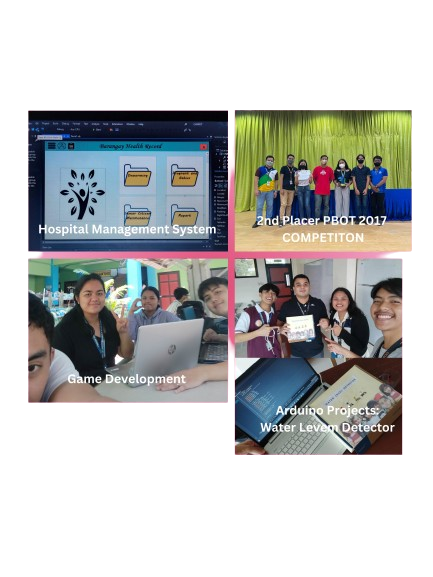 Barangay Health Record
Hospital Management System
2nd Placer PBOT 2017
COMPETITON
Game Development
Arduino Projects:
Water Levem Detector